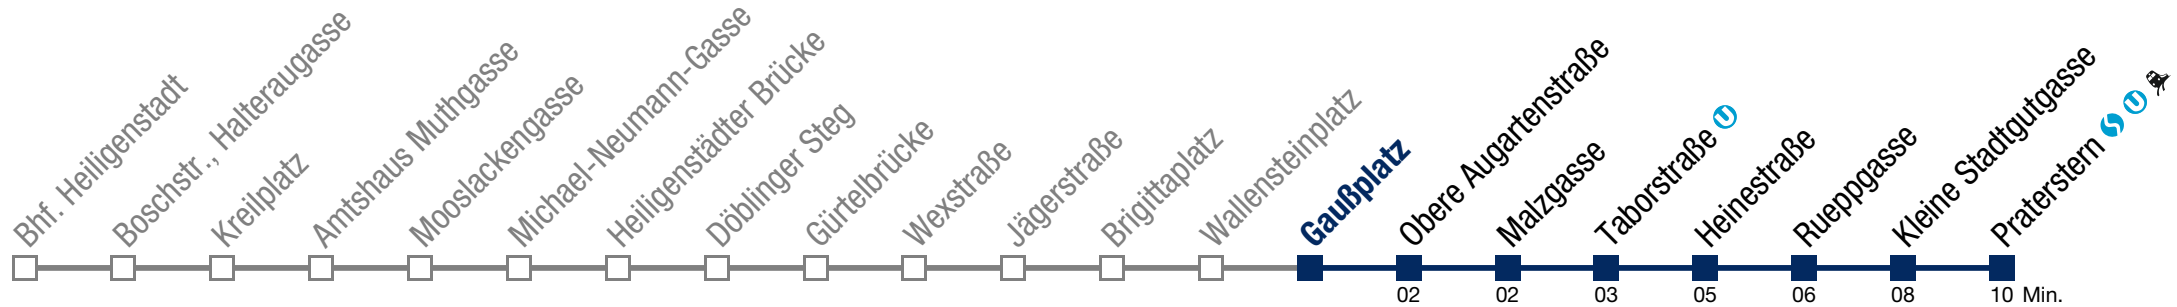 Bhf. Heiligenstadt
Boschstr., Halteraugasse
Kreilplatz
Amtshaus Muthgasse
Mooslackengasse
Michael-Neumann-Gasse
Heiligenstädter Brücke
Döblinger Steg
Gürtelbrücke
Wexstraße
Jägerstraße
Brigittaplatz
Wallensteinplatz
Gaußplatz
Obere Augartenstraße
Malzgasse
Taborstraße U
Heinestraße
Rueppgasse
Kleine Stadtgutgasse
Praterstern S U
02 02 03 05 06 08 10 Min.